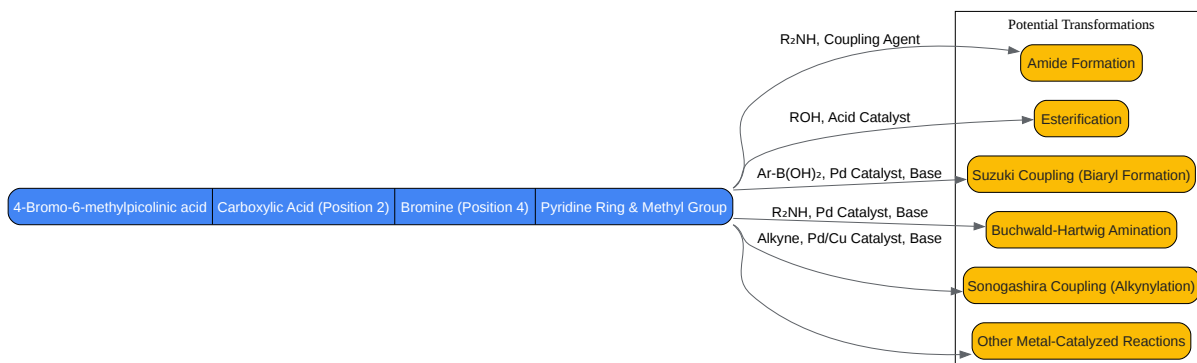 Potential Transformations
R₂NH, Coupling Agent
Amide Formation
ROH, Acid Catalyst
Esterification
Ar-B(OH)₂, Pd Catalyst, Base
Suzuki Coupling (Biaryl Formation)
4-Bromo-6-methylpicolinic acid
Carboxylic Acid (Position 2)
Bromine (Position 4)
Pyridine Ring & Methyl Group
R₂NH, Pd Catalyst, Base
Buchwald-Hartwig Amination
Alkyne, Pd/Cu Catalyst, Base
Sonogashira Coupling (Alkynylation)
Other Metal-Catalyzed Reactions